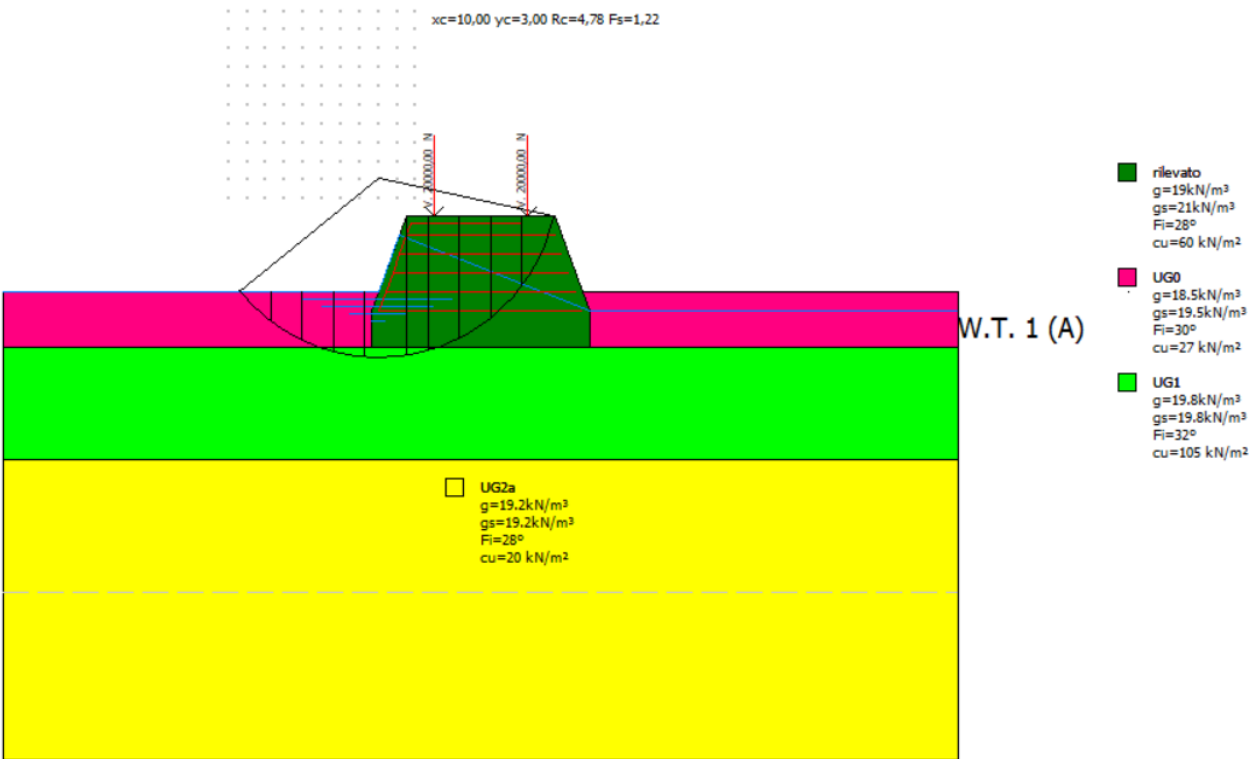 xc=10,00 yc=3,00 Rc=4,78 Fs=1,22
V. 20000,00 N
V. 20000,00 N
rilevato
g=19kN/m³
gs=21kN/m³
Fi=28°
cu=60 kN/m²
UG0
g=18.5kN/m³
gs=19.5kN/m³
Fi=30°
cu=27 kN/m²
W.T. 1 (A)
UG1
g=19.8kN/m³
gs=19.8kN/m³
Fi=32°
cu=105 kN/m²
UG2a
g=19.2kN/m³
gs=19.2kN/m³
Fi=28°
cu=20 kN/m²